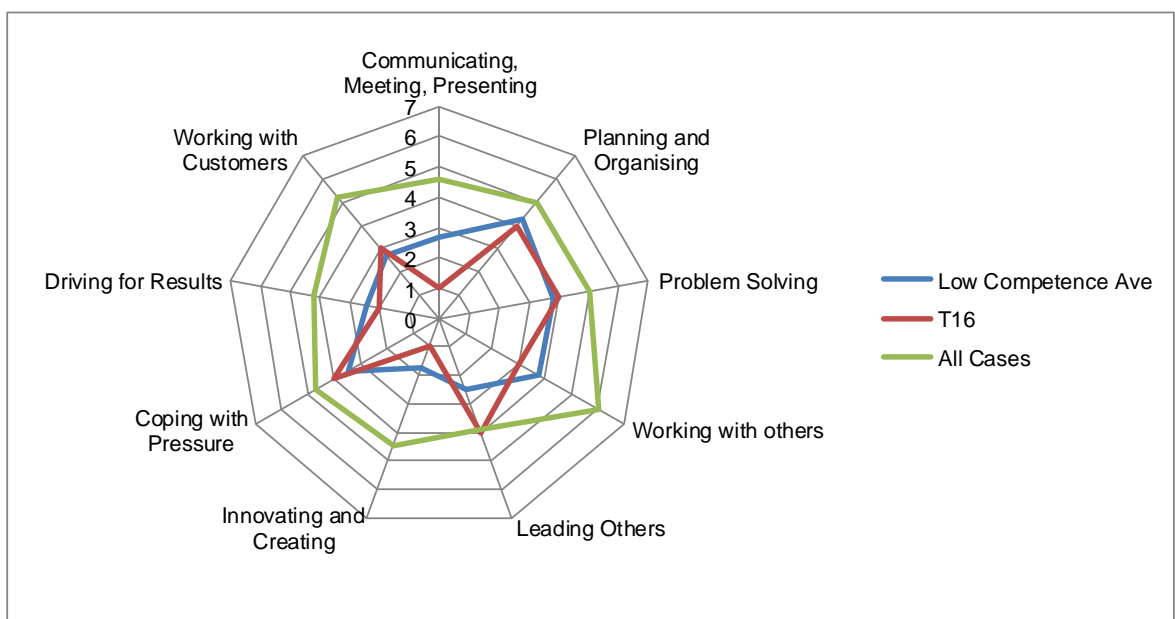 Communicating,
Meeting, Presenting
7
6
5
4
3
2
1
0
Planning and
Organising
Problem Solving
Working with others
Leading Others
Innovating and
Creating
Coping with
Pressure
Driving for Results
Working with
Customers
Low Competence Ave
T16
All Cases